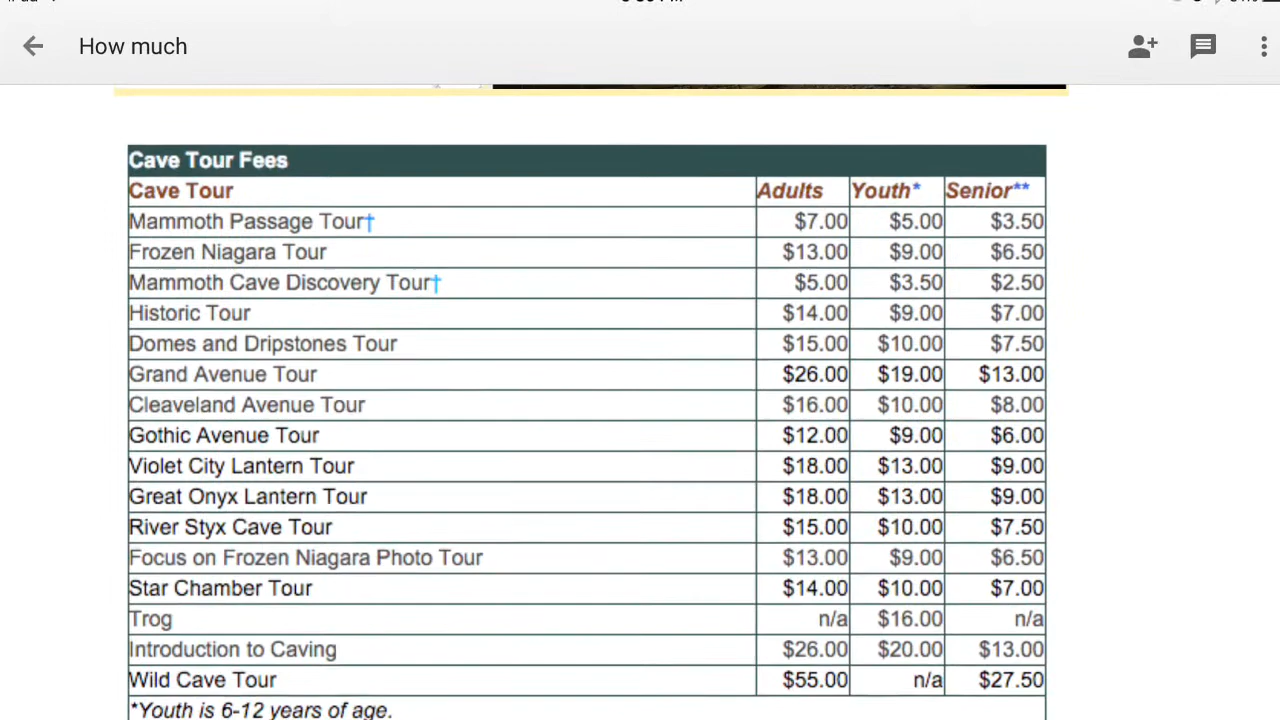 How much
Cave Tour Fees
Cave Tour Adults Youth* Senior**
Mammoth Passage Tour† $7.00 $5.00 $3.50
Frozen Niagara Tour $13.00 $9.00 $6.50
Mammoth Cave Discovery Tour† $5.00 $3.50 $2.50
Historic Tour $14.00 $9.00 $7.00
Domes and Dripstones Tour $15.00 $10.00 $7.50
Grand Avenue Tour $26.00 $19.00 $13.00
Cleaveland Avenue Tour $16.00 $10.00 $8.00
Gothic Avenue Tour $12.00 $9.00 $6.00
Violet City Lantern Tour $18.00 $13.00 $9.00
Great Onyx Lantern Tour $18.00 $13.00 $9.00
River Styx Cave Tour $15.00 $10.00 $7.50
Focus on Frozen Niagara Photo Tour $13.00 $9.00 $6.50
Star Chamber Tour $14.00 $10.00 $7.00
Trog n/a $16.00 n/a
Introduction to Caving $26.00 $20.00 $13.00
Wild Cave Tour $55.00 n/a $27.50
*Youth is 6-12 years of age.